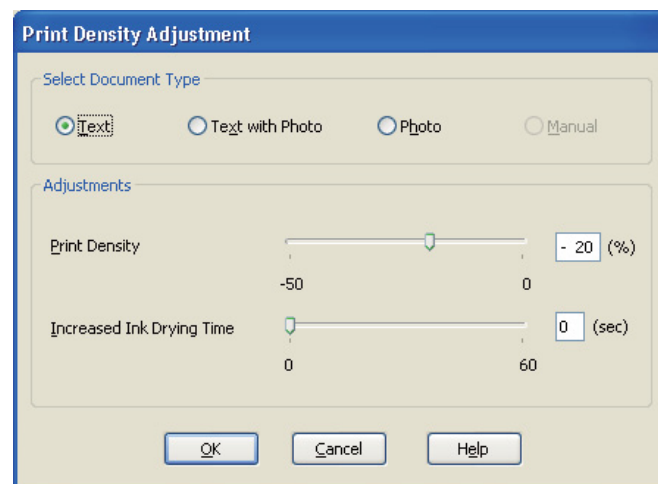 Print Density Adjustment
Select Document Type
Text Text with Photo Photo Manual
Adjustments
Print Density - 20 (%)
-50 0
Increased Ink Drying Time 0 (sec)
0 60
OK Cancel Help